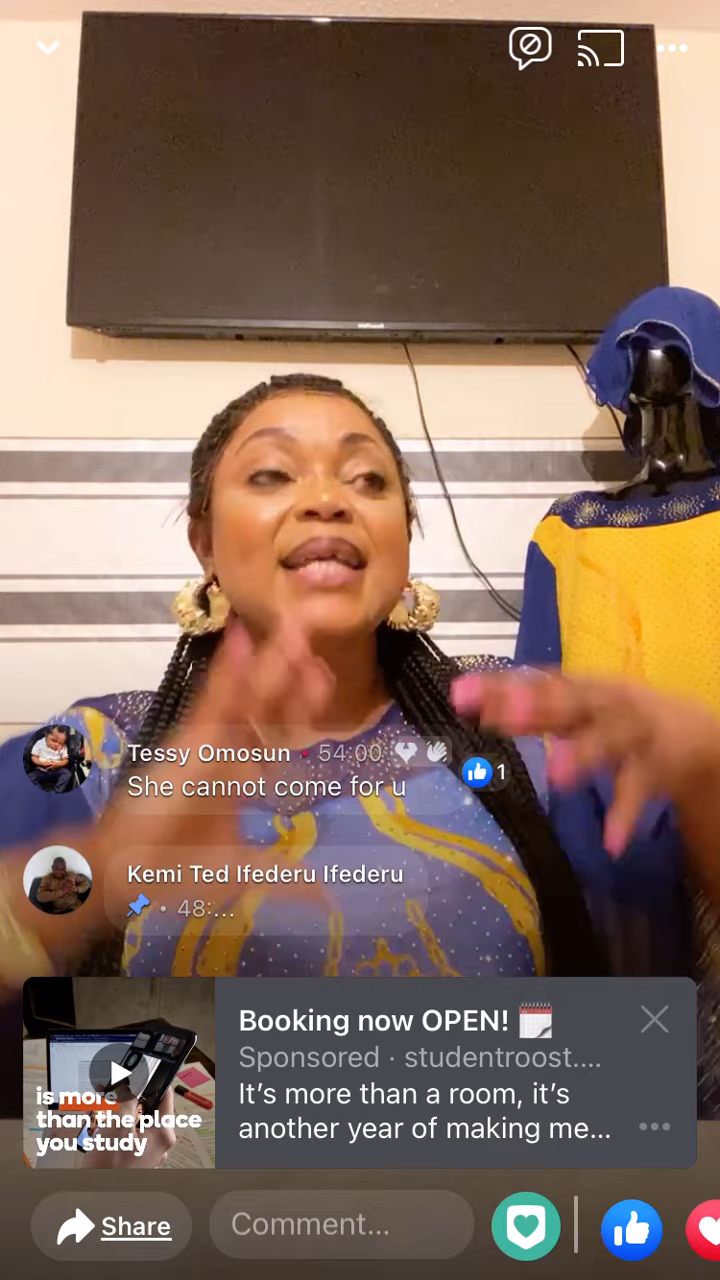 Tessy Omosun • 54:00
She cannot come for u
1
Kemi Ted Ifederu Ifederu
• 48:...
Booking now OPEN!
Sponsored · studentroost....
It’s more than a room, it’s
another year of making me...
is more
than the place
you study
Share
Comment...